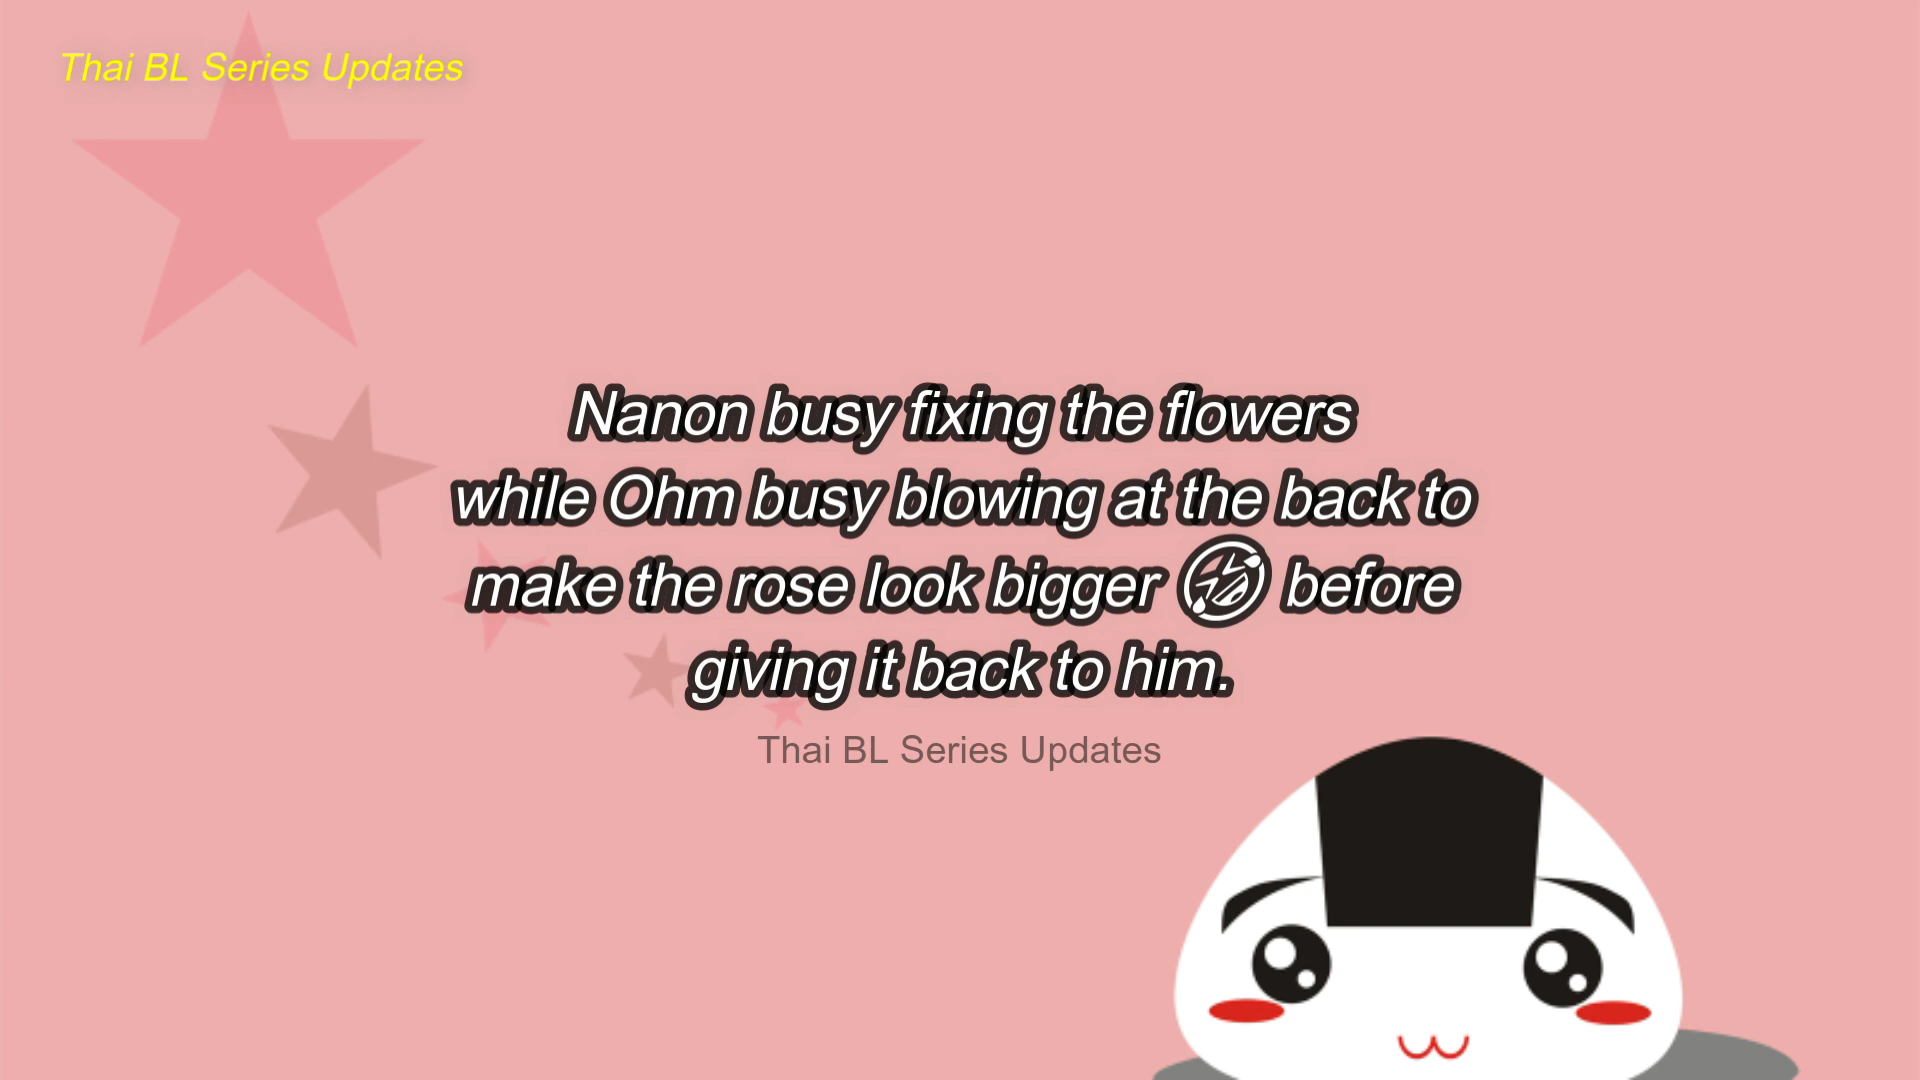 Thai BL Series Updates
Nanon busy fixing the flowers
while Ohm busy blowing at the back to
make the rose look bigger 🤣 before
giving it back to him.
Thai BL Series Updates